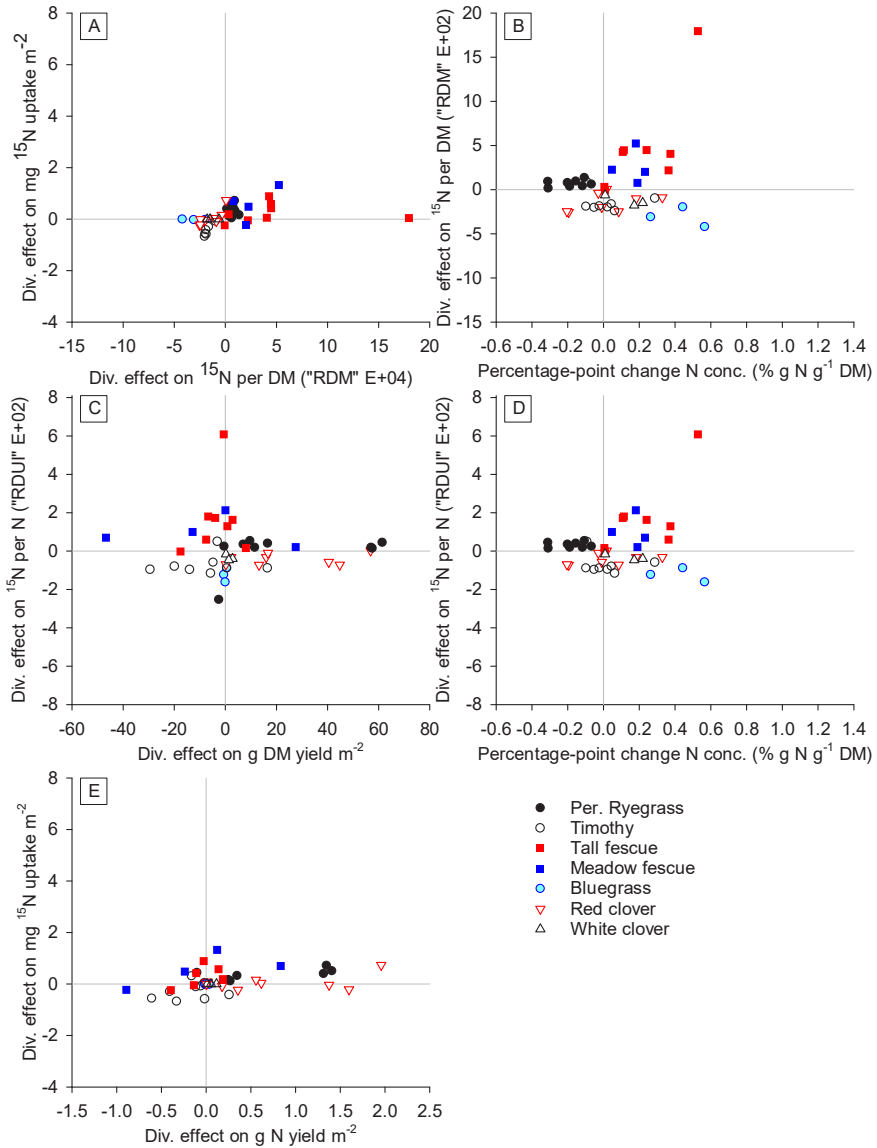 A
Div. effect on mg ¹⁵N uptake m⁻²
8
6
4
2
0
-2
-4
-15 -10 -5 0 5 10 15 20
Div. effect on ¹⁵N per DM ("RDM" E+04)
B
Div. effect on ¹⁵N per DM ("RDM" E+02)
20
15
10
5
0
-5
-10
-15
-0.6 -0.4 -0.2 0.0 0.2 0.4 0.6 0.8 1.0 1.2 1.4
Percentage-point change N conc. (% g N g⁻¹ DM)
C
Div. effect on ¹⁵N per N ("RDUI" E+02)
8
6
4
2
0
-2
-4
-6
-8
-60 -40 -20 0 20 40 60 80
Div. effect on g DM yield m⁻²
D
Div. effect on ¹⁵N per N ("RDUI" E+02)
8
6
4
2
0
-2
-4
-6
-8
-0.6 -0.4 -0.2 0.0 0.2 0.4 0.6 0.8 1.0 1.2 1.4
Percentage-point change N conc. (% g N g⁻¹ DM)
E
Div. effect on mg ¹⁵N uptake m⁻²
8
6
4
2
0
-2
-4
-1.5 -1.0 -0.5 0.0 0.5 1.0 1.5 2.0 2.5
Div. effect on g N yield m⁻²
Per. Ryegrass
Timothy
Tall fescue
Meadow fescue
Bluegrass
Red clover
White clover